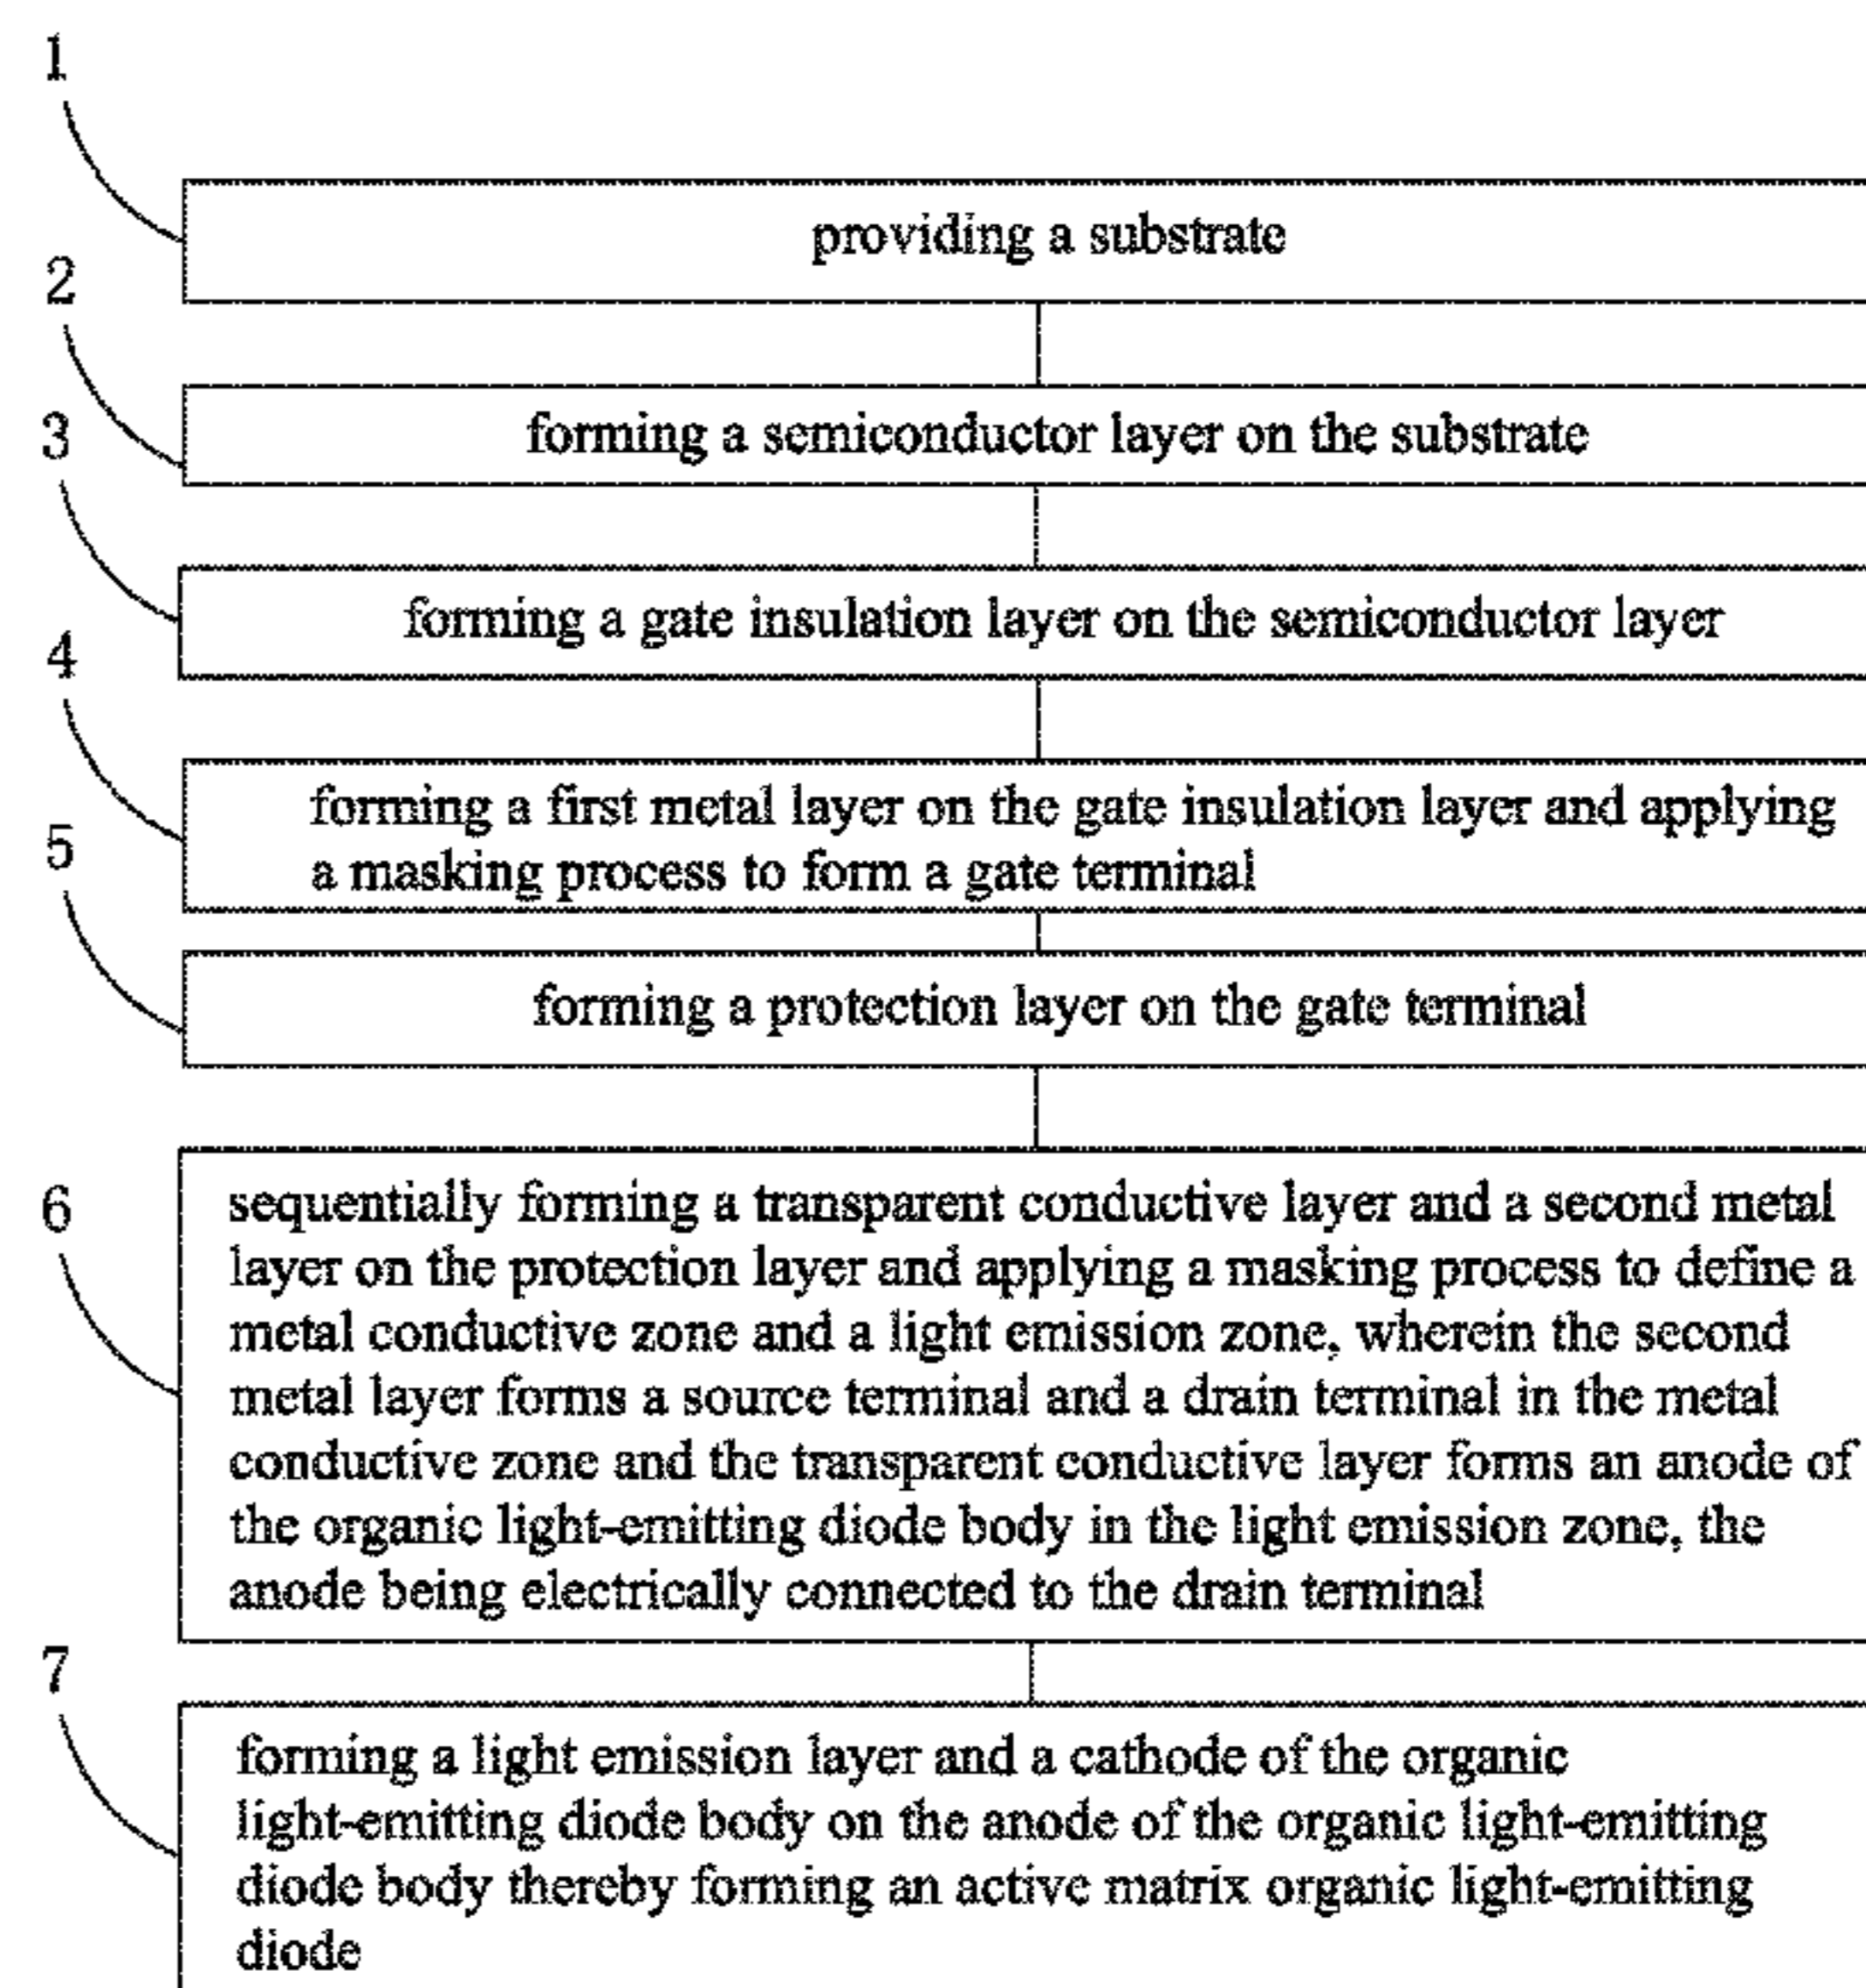 1
providing a substrate
2
forming a semiconductor layer on the substrate
3
forming a gate insulation layer on the semiconductor layer
4
forming a first metal layer on the gate insulation layer and applying
a masking process to form a gate terminal
5
forming a protection layer on the gate terminal
6
sequentially forming a transparent conductive layer and a second metal
layer on the protection layer and applying a masking process to define a
metal conductive zone and a light emission zone, wherein the second
metal layer forms a source terminal and a drain terminal in the metal
conductive zone and the transparent conductive layer forms an anode of
the organic light-emitting diode body in the light emission zone, the
anode being electrically connected to the drain terminal
7
forming a light emission layer and a cathode of the organic
light-emitting diode body on the anode of the organic light-emitting
diode body thereby forming an active matrix organic light-emitting
diode